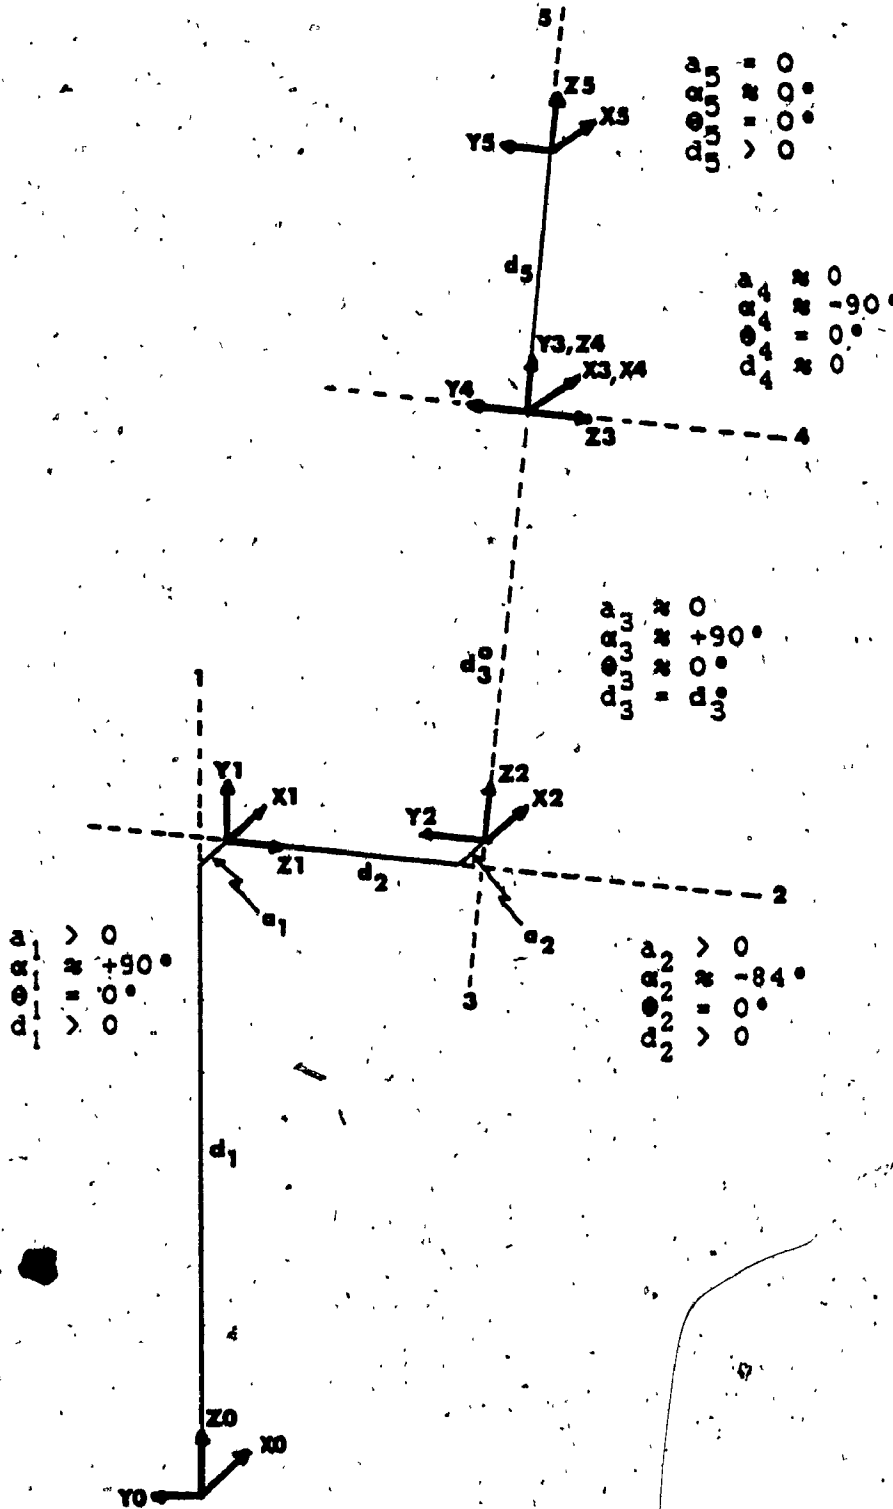 5
Z5
X5
Y5
a5 = 0
α5 ≈ 0°
θ5 = 0°
d5 > 0
d5
a4 ≈ 0
α4 ≈ -90°
θ4 = 0°
d4 ≈ 0
Y3,Z4
X3,X4
Y4
Z3
4
a3 ≈ 0
α3 ≈ +90°
θ3 ≈ 0°
d3 = d3°
d3°
1
Y1
X1
Z1
Z2
X2
Y2
d2
2
a1
a2
3
a1 > 0
α1 ≈ +90°
θ1 = 0°
d1 > 0
a2 > 0
α2 ≈ -84°
θ2 = 0°
d2 > 0
d1
Z0
X0
Y0